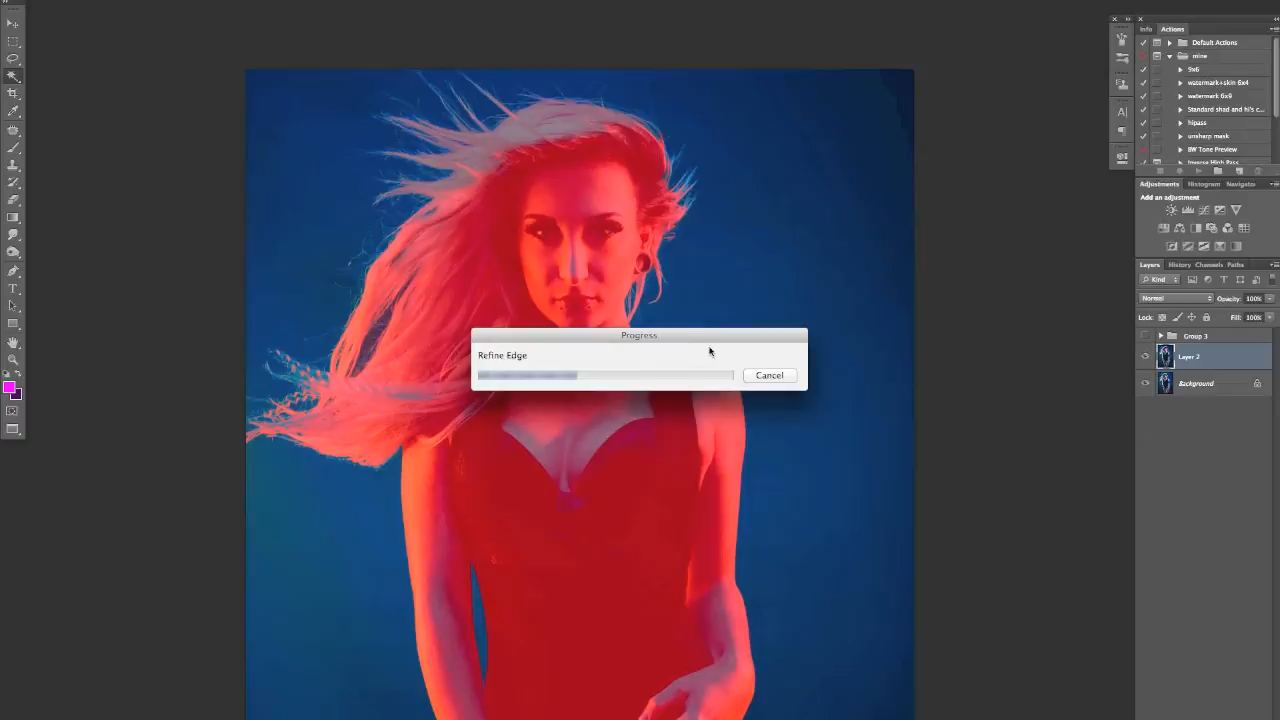 Progress
Refine Edge
Cancel
Info
Actions
Default Actions
mine
9x6
watermark+skin 6x4
watermark 6x9
Standard shad and hi's c...
hipass
unsharp mask
BW Tone Preview
Inverse High Pass
Adjustments
Histogram
Navigator
Add an adjustment
Layers
History
Channels
Paths
Kind
Normal
Opacity: 100%
Lock:
Fill: 100%
Group 3
Layer 2
Background